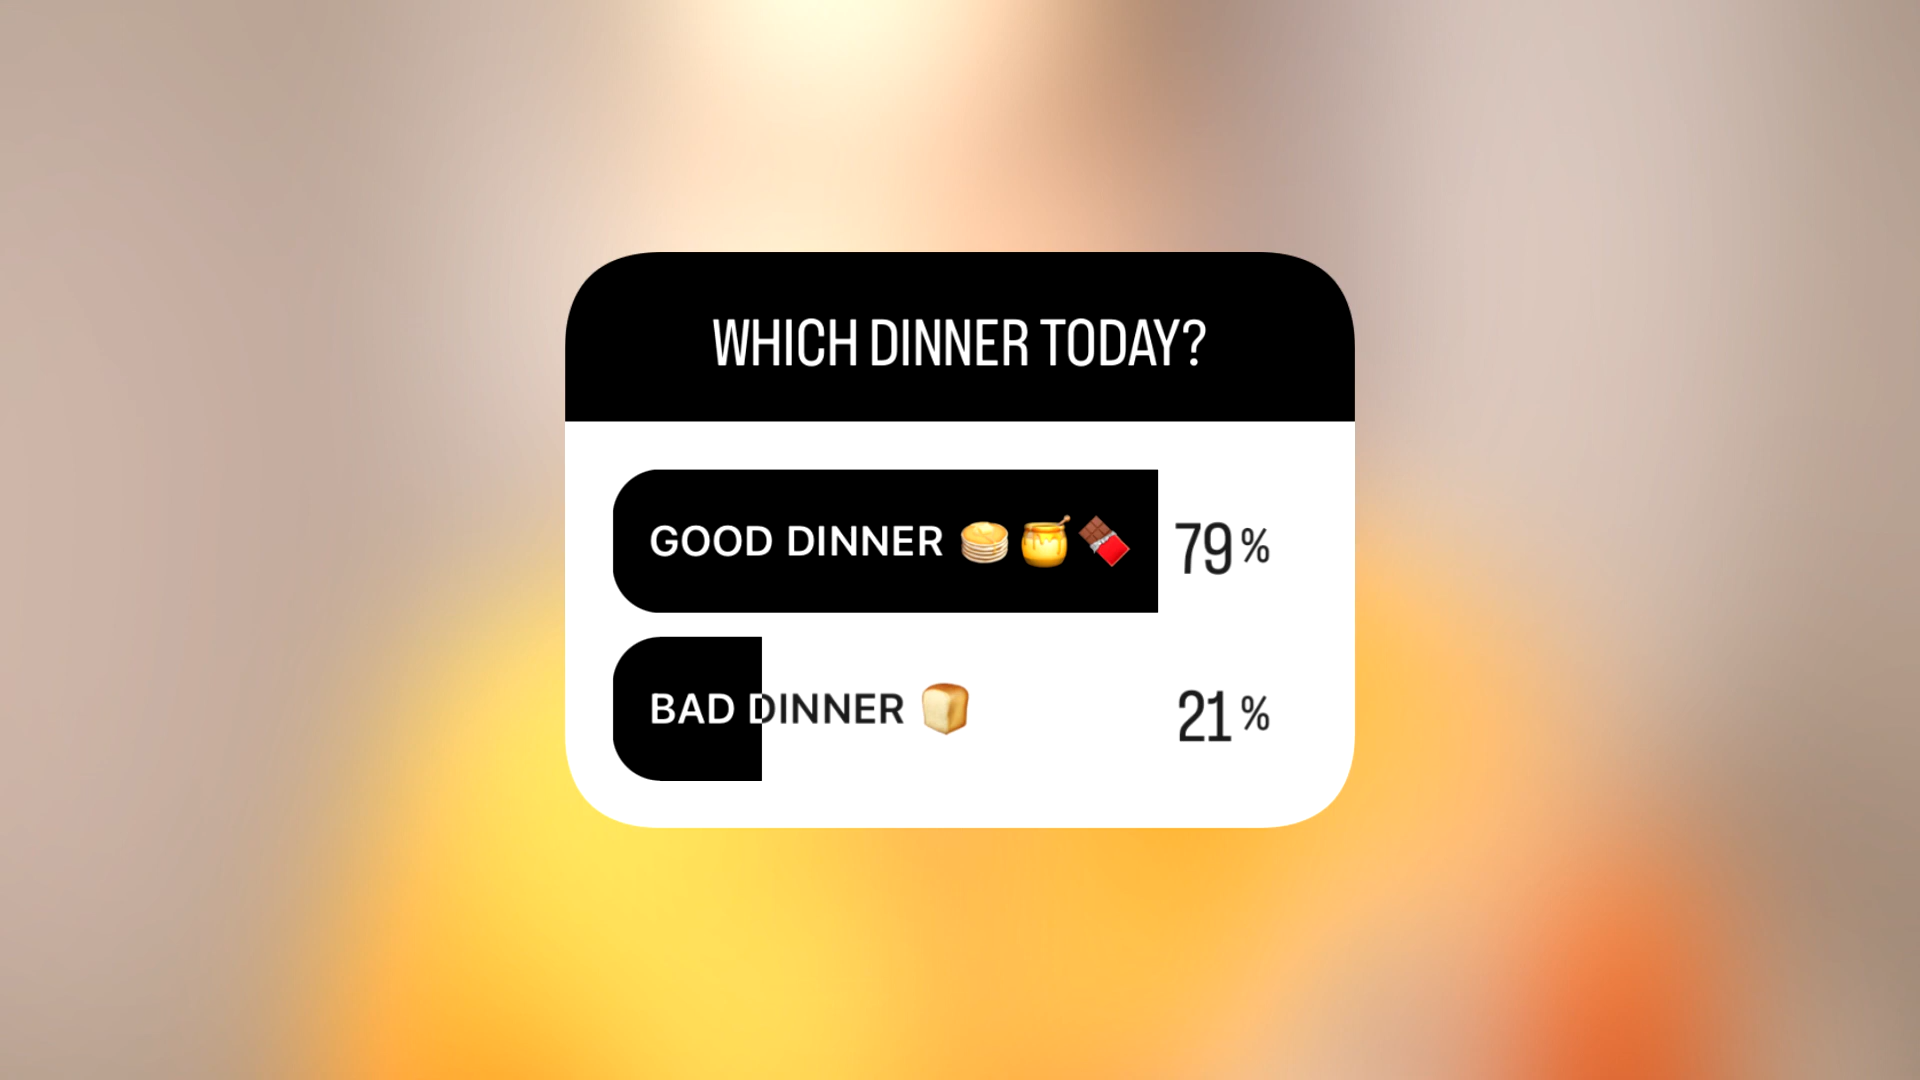 WHICH DINNER TODAY?
GOOD DINNER 🥞🍯🍫 79%
BAD DINNER 🍞 21%